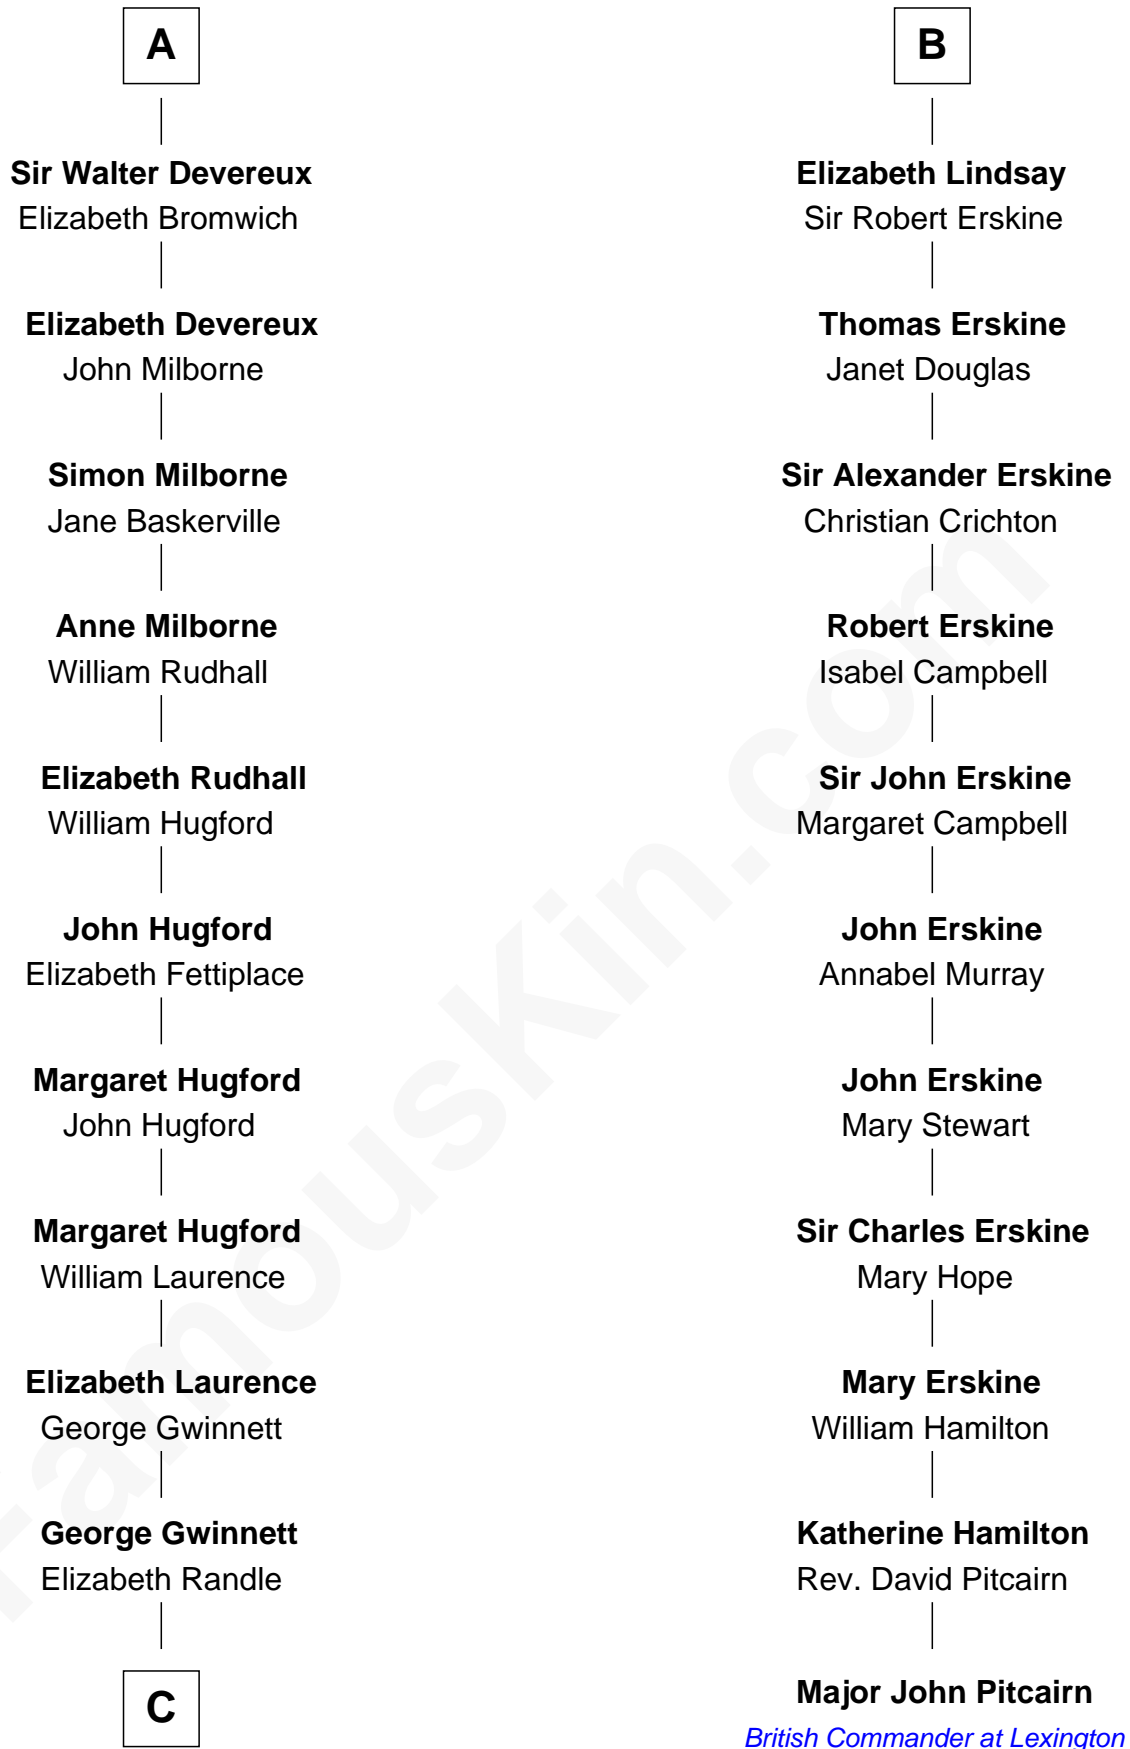 A
Sir Walter Devereux
Elizabeth Bromwich
Elizabeth Devereux
John Milborne
Simon Milborne
Jane Baskerville
Anne Milborne
William Rudhall
Elizabeth Rudhall
William Hugford
John Hugford
Elizabeth Fettiplace
Margaret Hugford
John Hugford
Margaret Hugford
William Laurence
Elizabeth Laurence
George Gwinnett
George Gwinnett
Elizabeth Randle
C
B
Elizabeth Lindsay
Sir Robert Erskine
Thomas Erskine
Janet Douglas
Sir Alexander Erskine
Christian Crichton
Robert Erskine
Isabel Campbell
Sir John Erskine
Margaret Campbell
John Erskine
Annabel Murray
John Erskine
Mary Stewart
Sir Charles Erskine
Mary Hope
Mary Erskine
William Hamilton
Katherine Hamilton
Rev. David Pitcairn
Major John Pitcairn
British Commander at Lexington
FamousKin.com